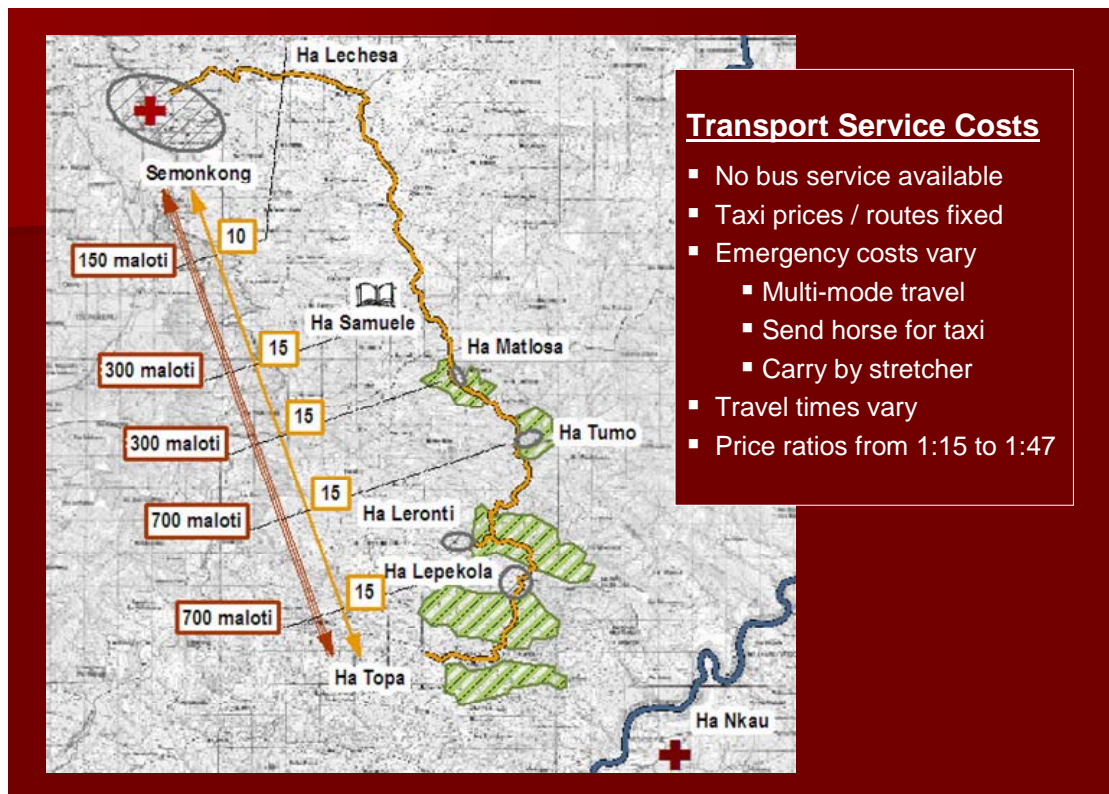 Ha Lechesa
Semonkong
10
150 maloti
Ha Samuele
15
300 maloti
Ha Matlosa
15
300 maloti
Ha Tumo
15
700 maloti
Ha Leronti
Ha Lepekola
15
700 maloti
Ha Topa
Ha Nkau
Transport Service Costs
▪ No bus service available
▪ Taxi prices / routes fixed
▪ Emergency costs vary
▪ Multi-mode travel
▪ Send horse for taxi
▪ Carry by stretcher
▪ Travel times vary
▪ Price ratios from 1:15 to 1:47